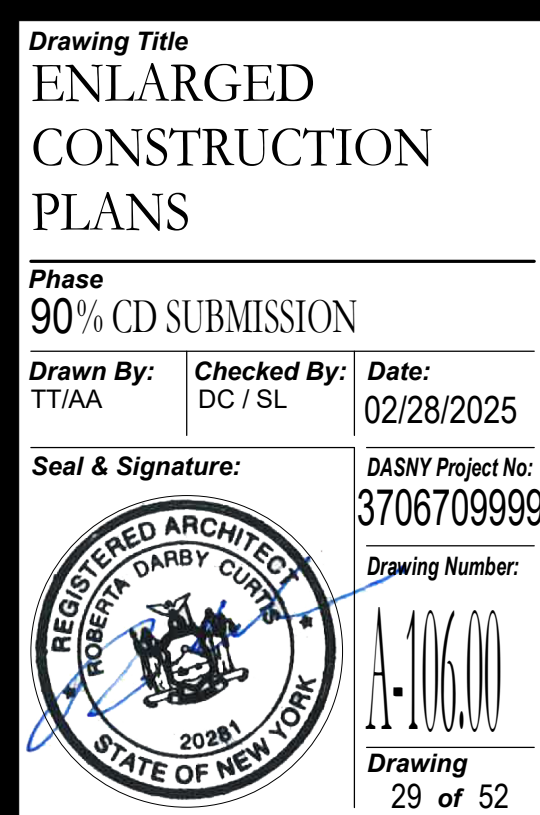 Drawing Title
ENLARGED
CONSTRUCTION
PLANS
Phase
90% CD SUBMISSION
Drawn By:
TT/AA
Checked By:
DC / SL
Date:
02/28/2025
Seal & Signature:
REGISTERED ARCHITECT
ROBERTA DARBY CURTIS
20281
STATE OF NEW YORK
DASNY Project No:
3706709999
Drawing Number:
A-106.00
Drawing
29 of 52